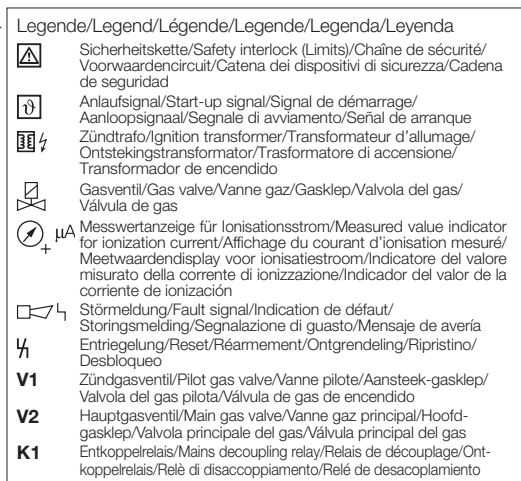 Legende/Legend/Légende/Legende/Legenda/Leyenda
Sicherheitskette/Safety interlock (Limits)/Chaîne de sécurité/
Voorwaardencircuit/Catena dei dispositivi di sicurezza/Cadena
de seguridad
ϑ Anlaufsignal/Start-up signal/Signal de démarrage/
Aanloopsignaal/Segnale di avviamento/Señal de arranque
Zündtrafo/Ignition transformer/Transformateur d'allumage/
Ontstekingstransformator/Trasformatore di accensione/
Transformador de encendido
Gasventil/Gas valve/Vanne gaz/Gasklep/Valvola del gas/
Válvula de gas
+ µA Messwertanzeige für Ionisationsstrom/Measured value indicator
for ionization current/Affichage du courant d'ionisation mesuré/
Meetwaardendisplay voor ionisatiestroom/Indicatore del valore
misurato della corrente di ionizzazione/Indicador del valor de la
corriente de ionización
Störmeldung/Fault signal/Indication de défaut/
Storingsmelding/Segnalazione di guasto/Mensaje de avería
Entriegelung/Reset/Réarmement/Ontgrendeling/Ripristino/
Desbloqueo
V1 Zündgasventil/Pilot gas valve/Vanne pilote/Aansteek-gasklep/
Valvola del gas pilota/Válvula de gas de encendido
V2 Hauptgasventil/Main gas valve/Vanne gaz principal/Hoofd-
gasklep/Valvola principale del gas/Válvula principal del gas
K1 Entkoppelrelais/Mains decoupling relay/Relais de découplage/Ont-
koppelrelais/Relè di disaccoppiamento/Relé de desacoplamiento